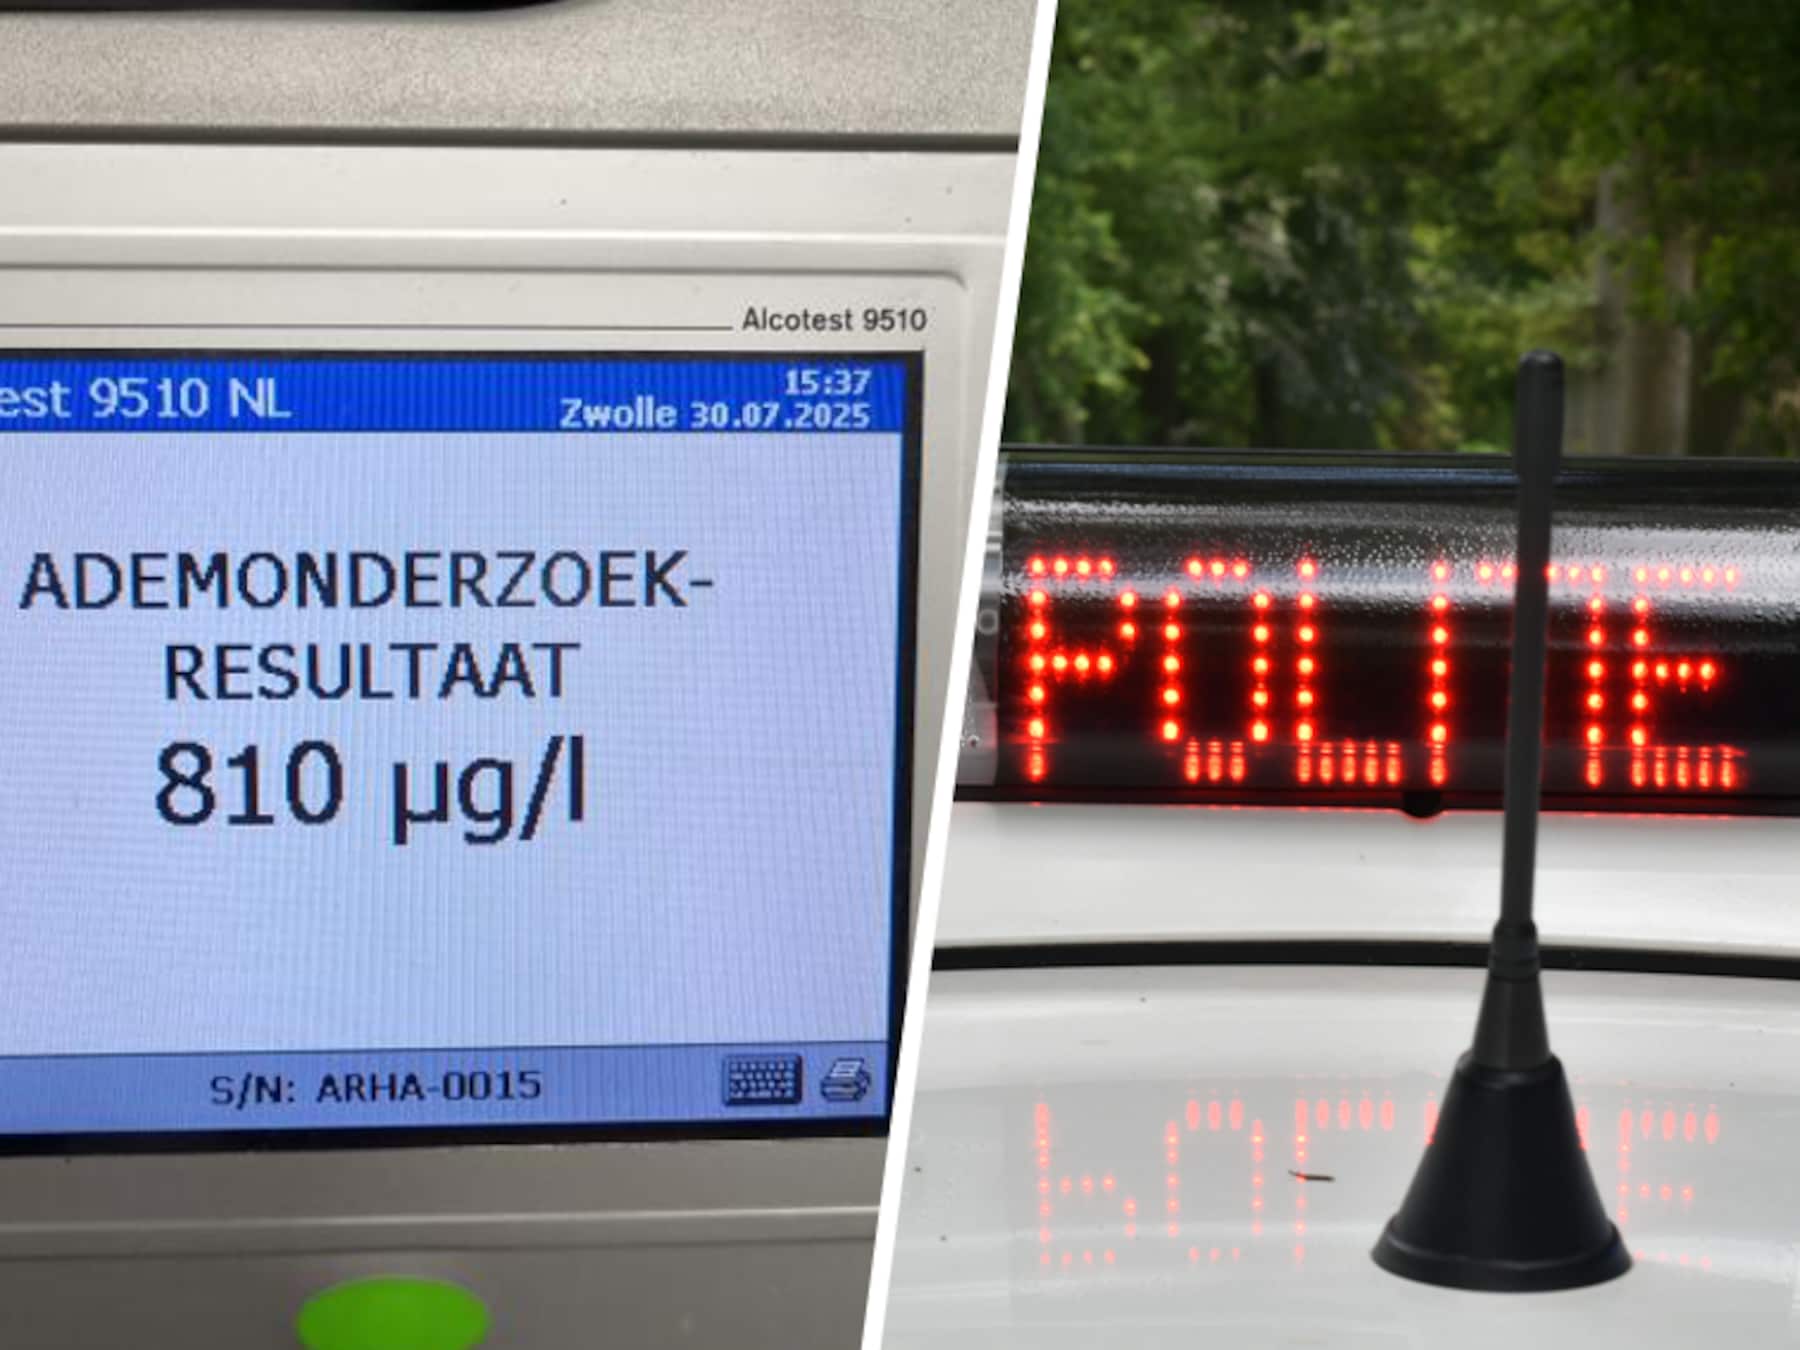 Alcotest 9510
est 9510 NL
15:37
Zwolle 30.07.2025
ADEMONDERZOEK-
RESULTAAT
810 µg/l
S/N: ARHA-0015
POLITIE